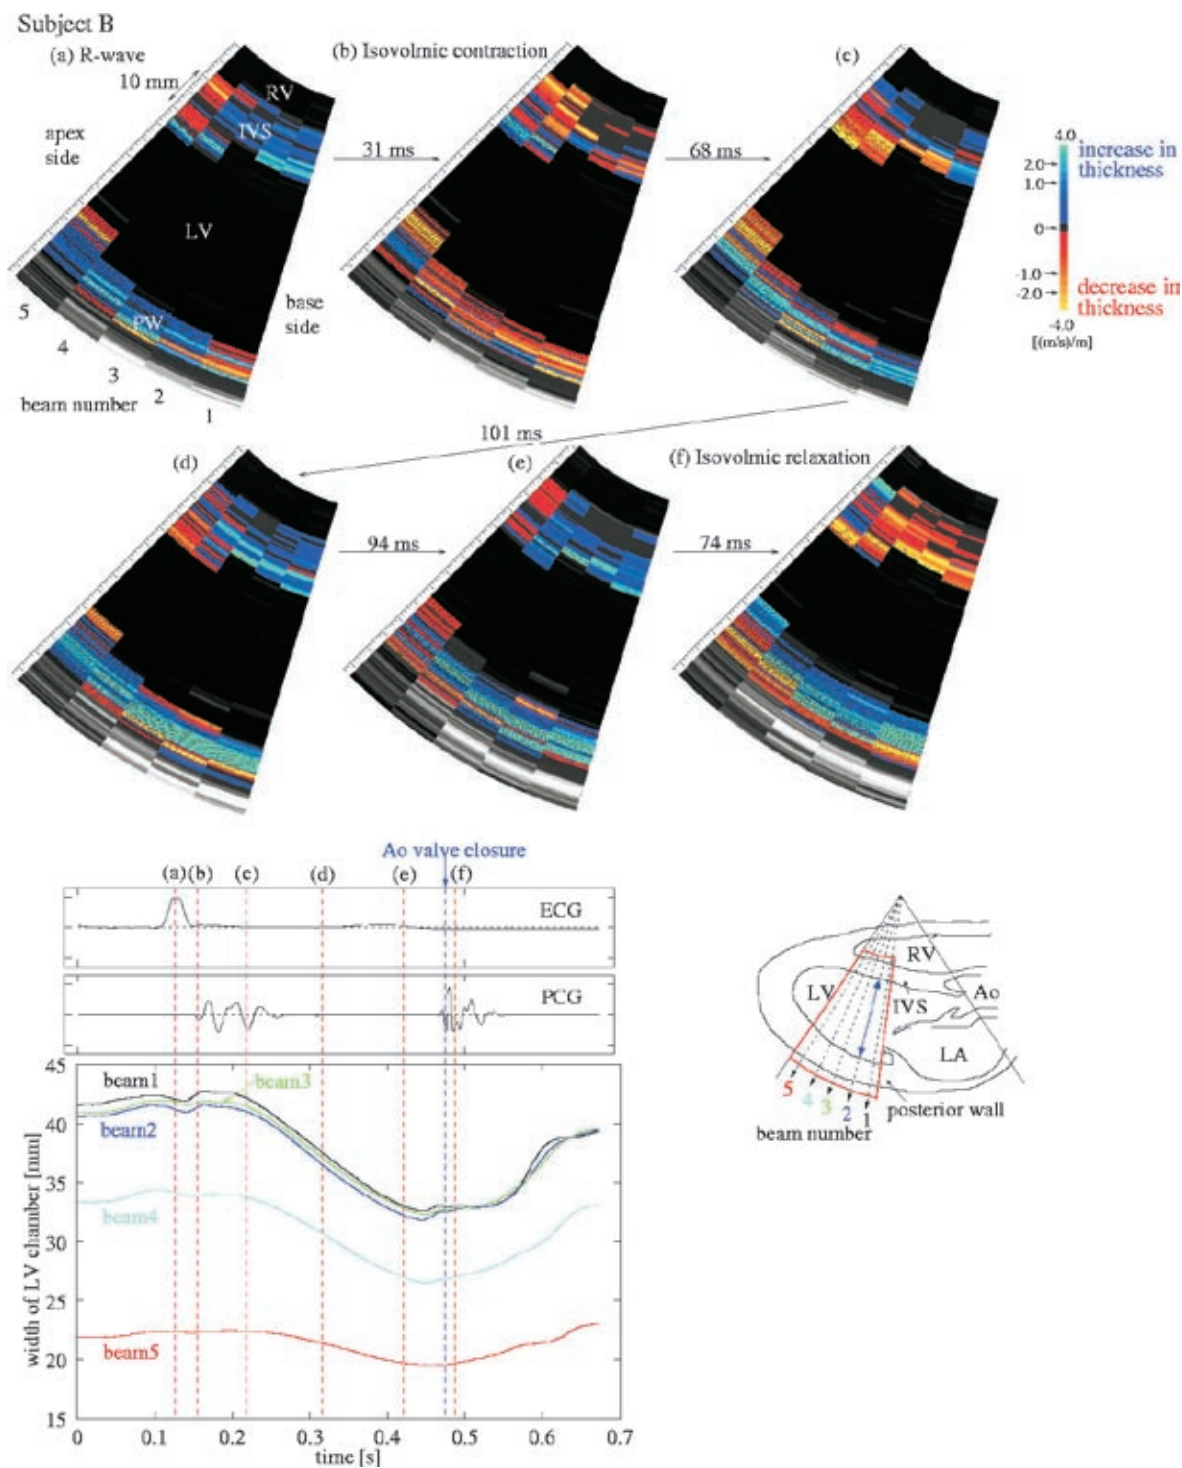 Subject B
(a) R-wave
(b) Isovolmic contraction
(c)
10 mm
RV
IVS
apex
side
31 ms
68 ms
4.0
2.0
1.0
0
-1.0
-2.0
-4.0
[(m/s)/m]
increase in
thickness
decrease in
thickness
LV
base
side
PW
5
4
3
2
1
beam number
101 ms
(d)
(e)
(f) Isovolmic relaxation
94 ms
74 ms
Ao valve closure
(a) (b) (c) (d) (e) (f)
ECG
PCG
45
40
35
30
25
20
15
width of LV chamber [mm]
beam1
beam3
beam2
beam4
beam5
0 0.1 0.2 0.3 0.4 0.5 0.6 0.7
time [s]
RV
LV
IVS
Ao
LA
5
4
3
2
1
posterior wall
beam number